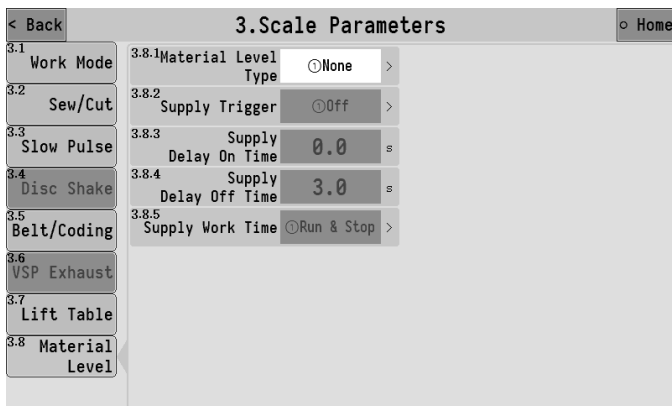 < Back
3.Scale Parameters
○ Home
3.1
Work Mode
3.2
Sew/Cut
3.3
Slow Pulse
3.4
Disc Shake
3.5
Belt/Coding
3.6
VSP Exhaust
3.7
Lift Table
3.8 Material
Level
3.8.1 Material Level
Type
①None >
3.8.2
Supply Trigger
①Off >
3.8.3 Supply
Delay On Time
0.0 s
3.8.4 Supply
Delay Off Time
3.0 s
3.8.5
Supply Work Time
①Run & Stop >